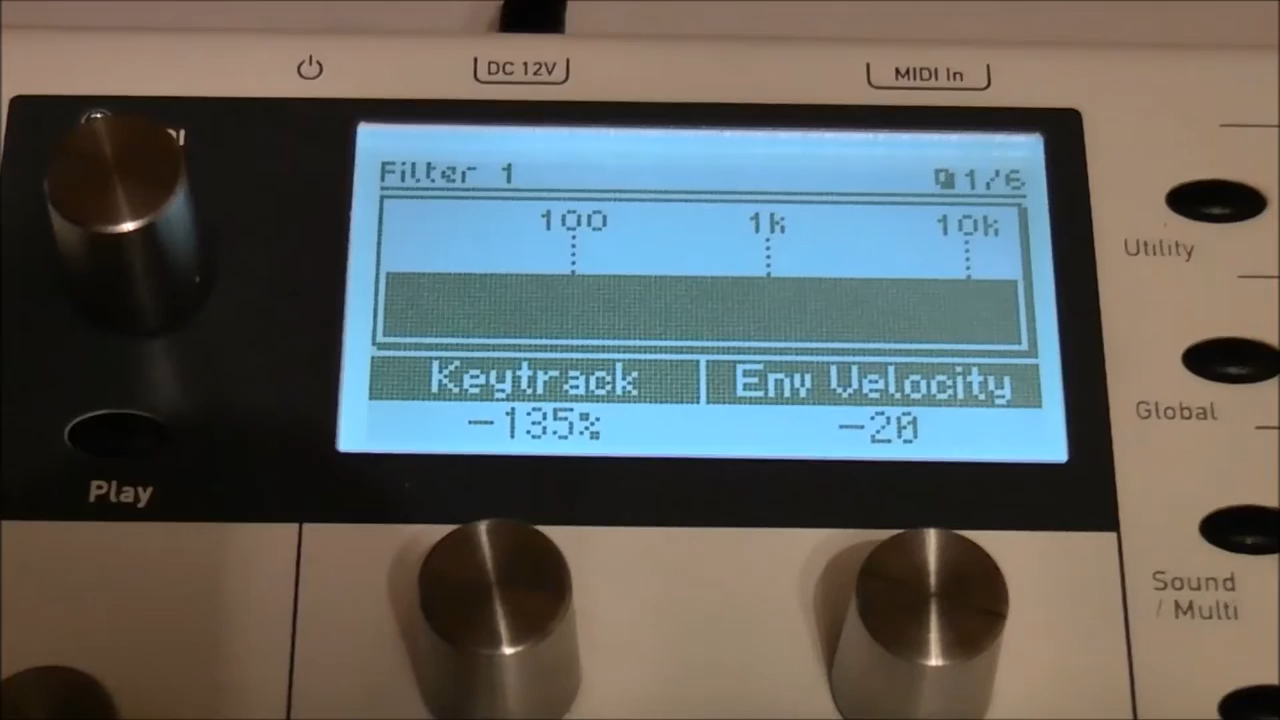 DC 12V
MIDI In
Filter 1
1/6
100 1k 10k
Keytrack Env Velocity
-135% -20
Play
Utility
Global
Sound
/ Multi